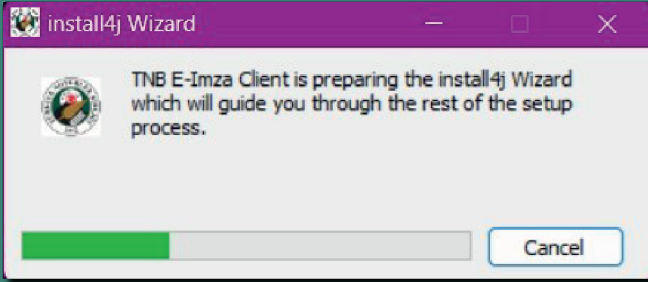 install4j Wizard
TNB E-Imza Client is preparing the install4j Wizard
which will guide you through the rest of the setup
process.
Cancel